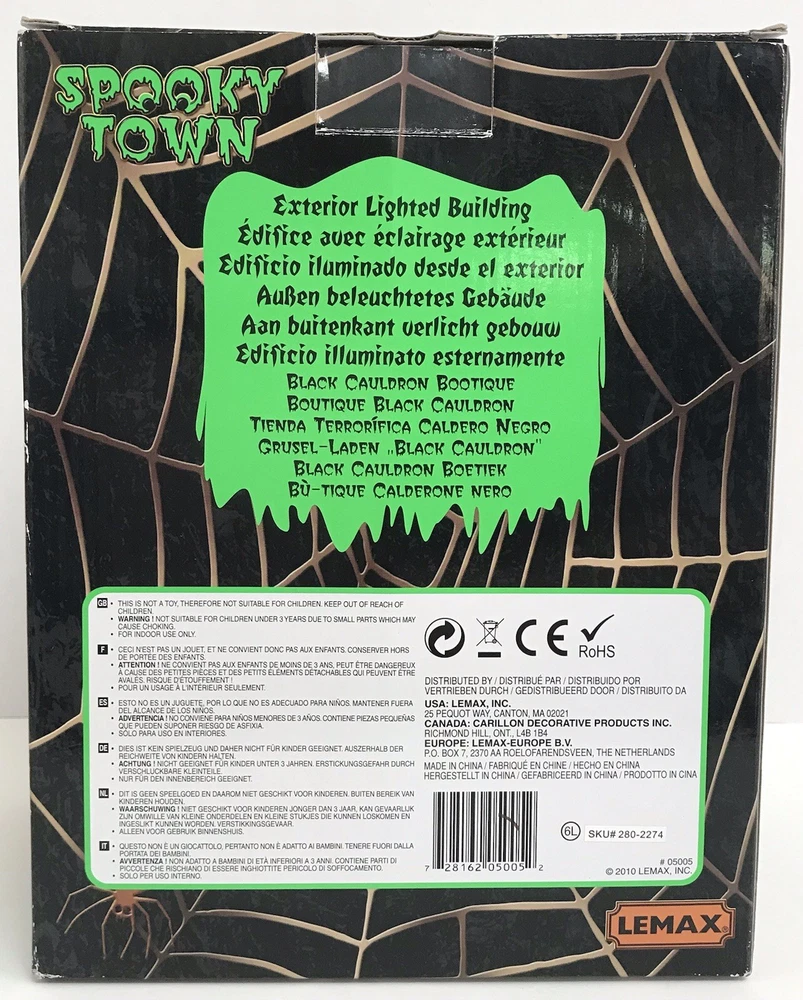 SPOOKY
TOWN
Exterior Lighted Building
Édifice avec éclairage extérieur
Edificio iluminado desde el exterior
Außen beleuchtetes Gebäude
Aan buitenkant verlicht gebouw
Edificio illuminato esternamente
BLACK CAULDRON BOOTIQUE
BOUTIQUE BLACK CAULDRON
TIENDA TERRORÍFICA CALDERO NEGRO
GRUSEL-LADEN „BLACK CAULDRON"
BLACK CAULDRON BOETIEK
BÙ-TIQUE CALDERONE NERO
GB • THIS IS NOT A TOY, THEREFORE NOT SUITABLE FOR CHILDREN. KEEP OUT OF REACH OF
CHILDREN.
• WARNING ! NOT SUITABLE FOR CHILDREN UNDER 3 YEARS DUE TO SMALL PARTS WHICH MAY
CAUSE CHOKING.
• FOR INDOOR USE ONLY.
F • CECI N'EST PAS UN JOUET, ET NE CONVIENT DONC PAS AUX ENFANTS. CONSERVER HORS
DE PORTÉE DES ENFANTS.
• ATTENTION ! NE CONVIENT PAS AUX ENFANTS DE MOINS DE 3 ANS, PEUT ÊTRE DANGEREUX
À CAUSE DES PETITES PIÈCES ET DES PETITS ÉLÉMENTS DÉTACHABLES QUI PEUVENT ÊTRE
AVALÉS. RISQUE D'ÉTOUFFEMENT !
• POUR UN USAGE À L'INTÉRIEUR SEULEMENT.
ES • ESTO NO ES UN JUGUETE, POR LO QUE NO ES ADECUADO PARA NIÑOS. MANTENER FUERA
DEL ALCANCE DE LOS NIÑOS.
• ADVERTENCIA ! NO CONVIENE PARA NIÑOS MENORES DE 3 AÑOS. CONTIENE PIEZAS PEQUEÑAS
QUE PUEDEN SUPONER RIESGO DE ASFIXIA.
• SÓLO PARA USO EN INTERIORES.
DE • DIES IST KEIN SPIELZEUG UND DAHER NICHT FÜR KINDER GEEIGNET. AUSZERHALB DER
REICHWEITE VON KINDERN HALTEN.
• ACHTUNG ! NICHT GEEIGNET FÜR KINDER UNTER 3 JAHREN. ERSTICKUNGSGEFAHR DURCH
VERSCHLUCKBARE KLEINTEILE.
• NUR FÜR DEN INNENBEREICH GEEIGNET.
NL • DIT IS GEEN SPEELGOED EN DAAROM NIET GESCHIKT VOOR KINDEREN. BUITEN BEREIK VAN
KINDEREN HOUDEN.
• WAARSCHUWING ! NIET GESCHIKT VOOR KINDEREN JONGER DAN 3 JAAR. KAN GEVAARLIJK
ZIJN OMWILLE VAN KLEINE ONDERDELEN EN KLEINE STUKJES DIE KUNNEN LOSKOMEN EN
INGESLIKT KUNNEN WORDEN. VERSTIKKINGSGEVAAR.
• ALLEEN VOOR GEBRUIK BINNENSHUIS.
IT • QUESTO NON È UN GIOCATTOLO, PERTANTO NON È ADATTO AI BAMBINI. TENERE FUORI DALLA
PORTATA DEI BAMBINI.
• AVVERTENZA ! NON ADATTO A BAMBINI DI ETÀ INFERIORE A 3 ANNI. CONTIENE PARTI DI
PICCOLE CHE RISCHIANO DI ESSERE INGHIOTTITE PERICOLO DI SOFFOCAMENTO.
• SOLO PER USO INTERNO.
CE
RoHS
DISTRIBUTED BY / DISTRIBUÉ PAR / DISTRIBUIDO POR
VERTRIEBEN DURCH / GEDISTRIBUEERD DOOR / DISTRIBUITO DA
USA: LEMAX, INC.
25 PEQUOT WAY, CANTON, MA 02021
CANADA: CARILLON DECORATIVE PRODUCTS INC.
RICHMOND HILL, ONT., L4B 1B4
EUROPE: LEMAX-EUROPE B.V.
P.O. BOX 7, 2370 AA ROELOFARENDSVEEN, THE NETHERLANDS
MADE IN CHINA / FABRIQUÉ EN CHINE / HECHO EN CHINA
HERGESTELLT IN CHINA / GEFABRICEERD IN CHINA / PRODOTTO IN CINA
7 28162 05005 2
6L SKU# 280-2274
# 05005
© 2010 LEMAX, INC.
LEMAX®